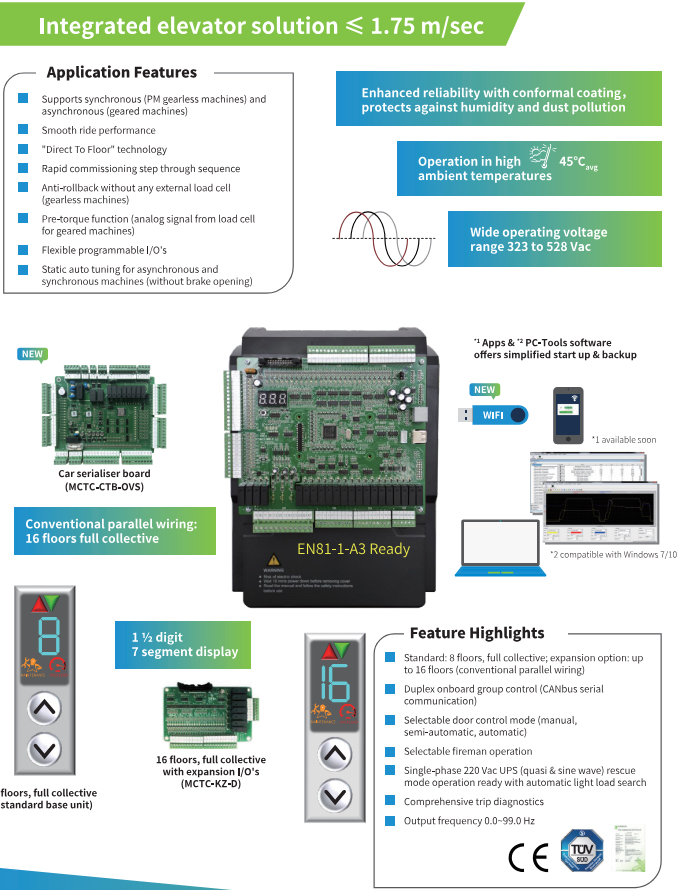 Integrated elevator solution ≤ 1.75 m/sec
Application Features
Supports synchronous (PM gearless machines) and
asynchronous (geared machines)
Smooth ride performance
"Direct To Floor" technology
Rapid commissioning step through sequence
Anti-rollback without any external load cell
(gearless machines)
Pre-torque function (analog signal from load cell
for geared machines)
Flexible programmable I/O's
Static auto tuning for asynchronous and
synchronous machines (without brake opening)
Enhanced reliability with conformal coating,
protects against humidity and dust pollution
Operation in high 45°Cavg
ambient temperatures
Wide operating voltage
range 323 to 528 Vac
NEW
Car serialiser board
(MCTC-CTB-OVS)
Conventional parallel wiring:
16 floors full collective
8.8.8.
EN81-1-A3 Ready
WARNING
*1 Apps & *2 PC-Tools software
offers simplified start up & backup
NEW
WIFI
*1 available soon
*2 compatible with Windows 7/10
8
floors, full collective
standard base unit)
1 ½ digit
7 segment display
16 floors, full collective
with expansion I/O's
(MCTC-KZ-D)
16
Feature Highlights
Standard: 8 floors, full collective; expansion option: up
to 16 floors (conventional parallel wiring)
Duplex onboard group control (CANbus serial
communication)
Selectable door control mode (manual,
semi-automatic, automatic)
Selectable fireman operation
Single-phase 220 Vac UPS (quasi & sine wave) rescue
mode operation ready with automatic light load search
Comprehensive trip diagnostics
Output frequency 0.0~99.0 Hz
CE
TÜV
SÜD